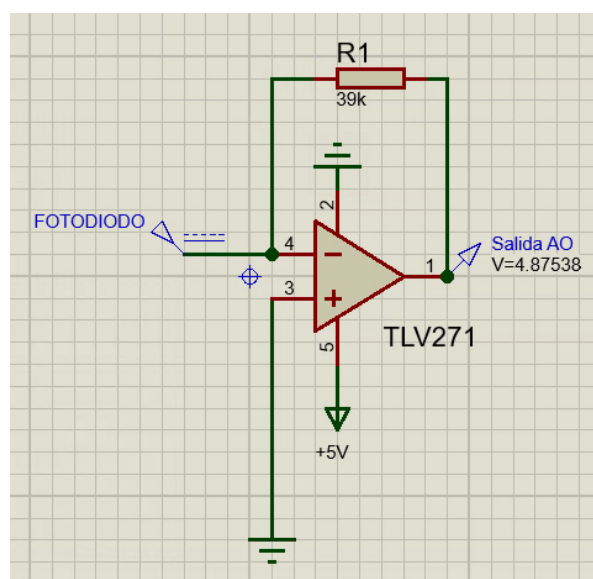 R1
39k
2
FOTODIODO
4
Salida AO
1
V=4.87538
3
TLV271
5
+5V